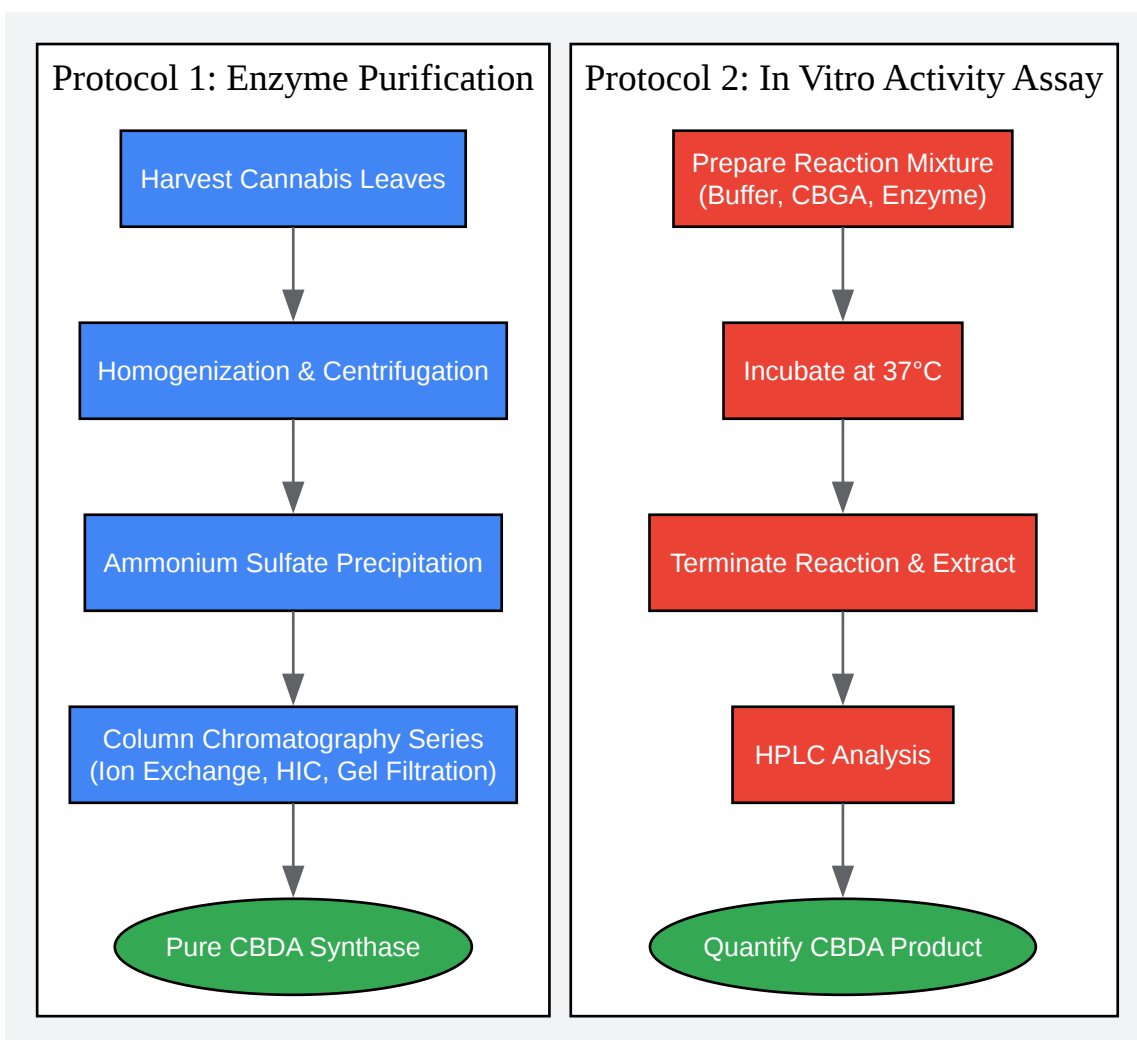 Protocol 1: Enzyme Purification
Harvest Cannabis Leaves
Homogenization & Centrifugation
Ammonium Sulfate Precipitation
Column Chromatography Series
(Ion Exchange, HIC, Gel Filtration)
Pure CBDA Synthase
Protocol 2: In Vitro Activity Assay
Prepare Reaction Mixture
(Buffer, CBGA, Enzyme)
Incubate at 37°C
Terminate Reaction & Extract
HPLC Analysis
Quantify CBDA Product